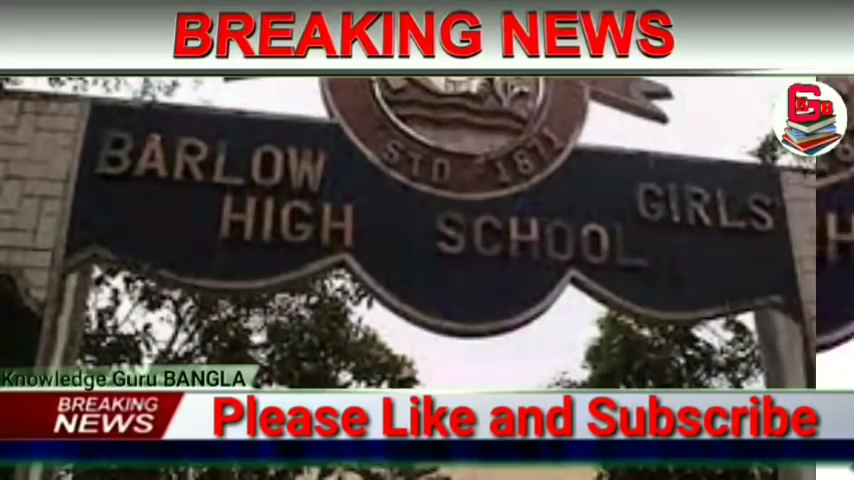 BREAKING NEWS
STD 1871
BARLOW GIRLS
HIGH SCHOOL
Knowledge Guru BANGLA
BREAKING
NEWS
Please Like and Subscribe